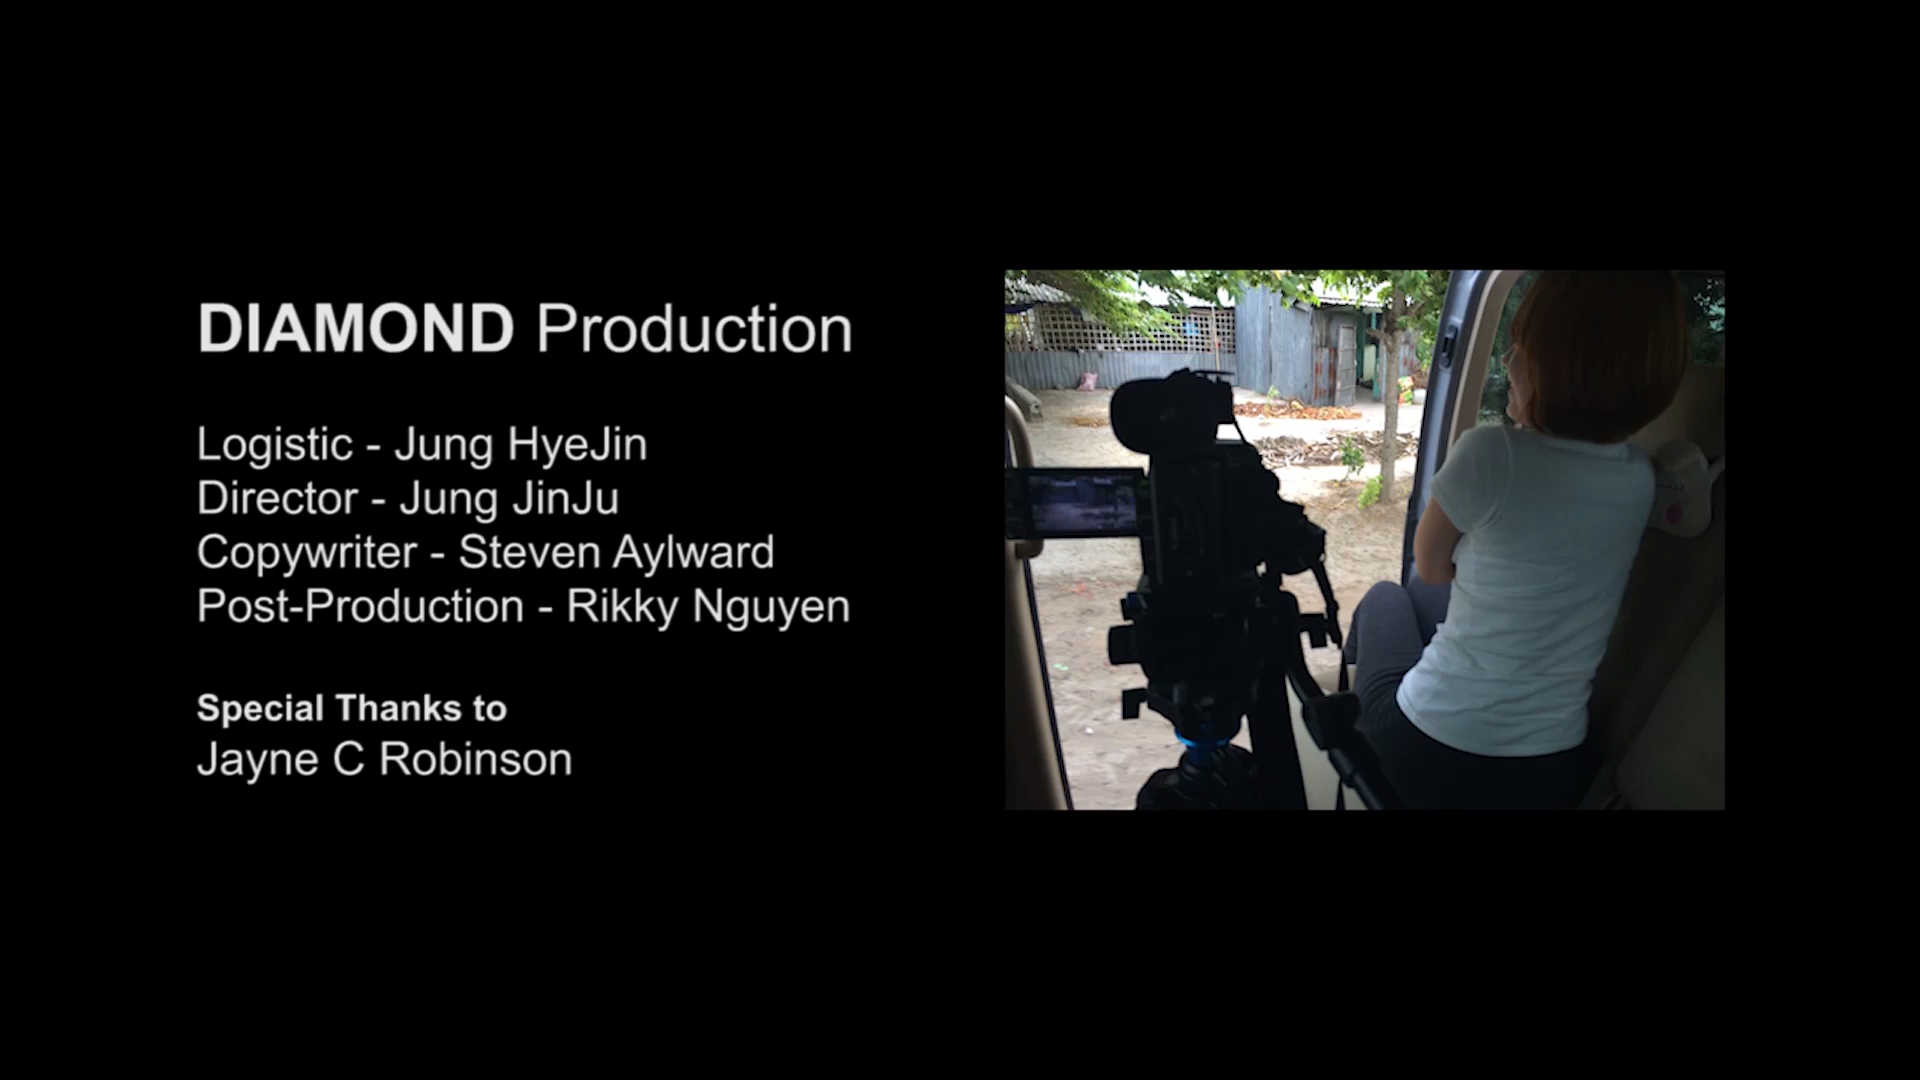 DIAMOND Production
Logistic - Jung HyeJin
Director - Jung JinJu
Copywriter - Steven Aylward
Post-Production - Rikky Nguyen
Special Thanks to
Jayne C Robinson